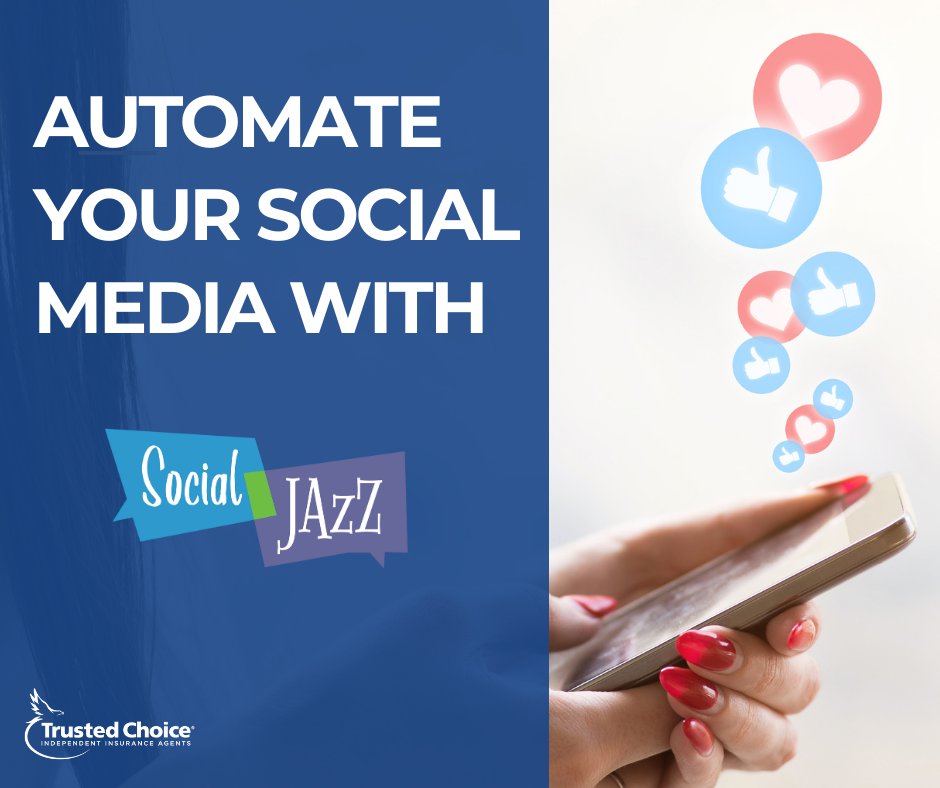 AUTOMATE
YOUR SOCIAL
MEDIA WITH
Social
JAzZ
Trusted Choice®
INDEPENDENT INSURANCE AGENTS